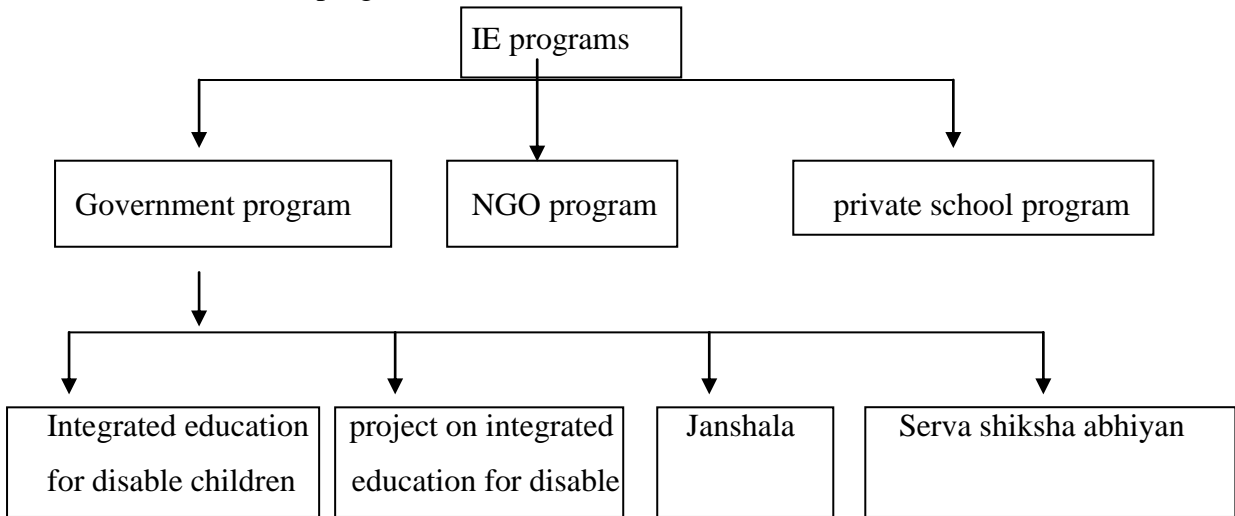 IE programs
Government program
NGO program
private school program
Integrated education
for disable children
project on integrated
education for disable
Janshala
Serva shiksha abhiyan